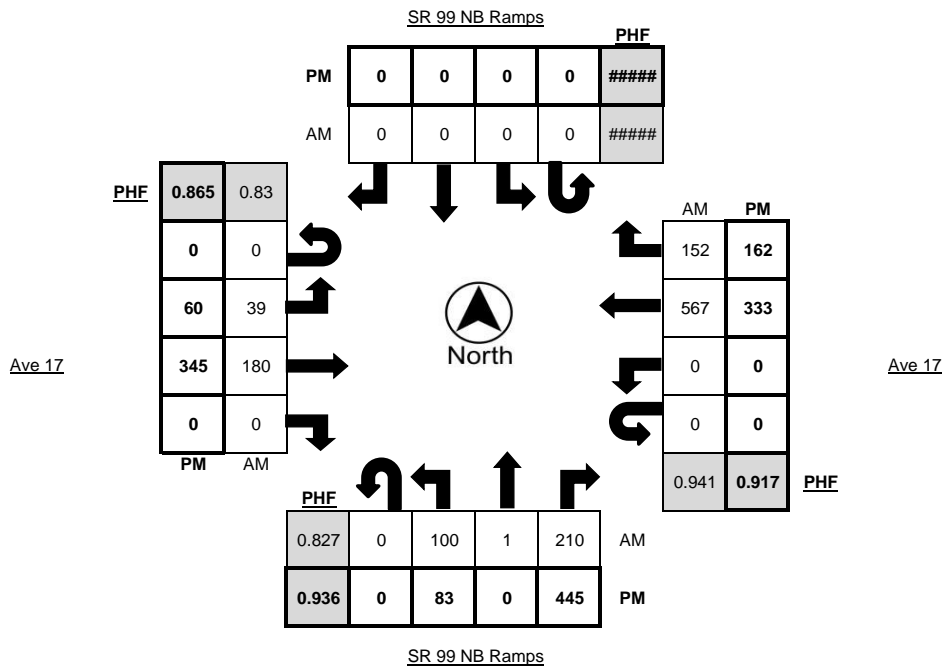 SR 99 NB Ramps
PHF
PM 0 0 0 0 #####
AM 0 0 0 0 #####
PHF 0.865 0.83
0 0
60 39
345 180
0 0
PM AM
Ave 17
North
AM PM
152 162
567 333
0 0
0 0
0.941 0.917 PHF
Ave 17
PHF
0.827 0 100 1 210 AM
0.936 0 83 0 445 PM
SR 99 NB Ramps